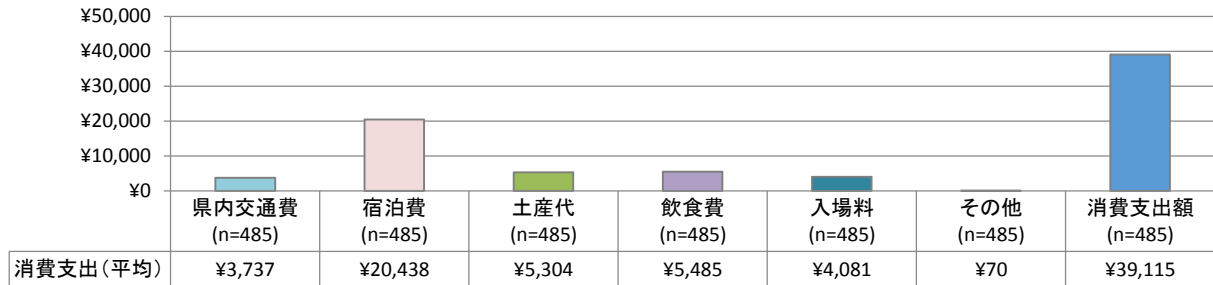 ¥50,000
¥40,000
¥30,000
¥20,000
¥10,000
¥0
県内交通費 宿泊費 土産代 飲食費 入場料 その他 消費支出額
(n=485) (n=485) (n=485) (n=485) (n=485) (n=485) (n=485)
消費支出(平均) ¥3,737 ¥20,438 ¥5,304 ¥5,485 ¥4,081 ¥70 ¥39,115